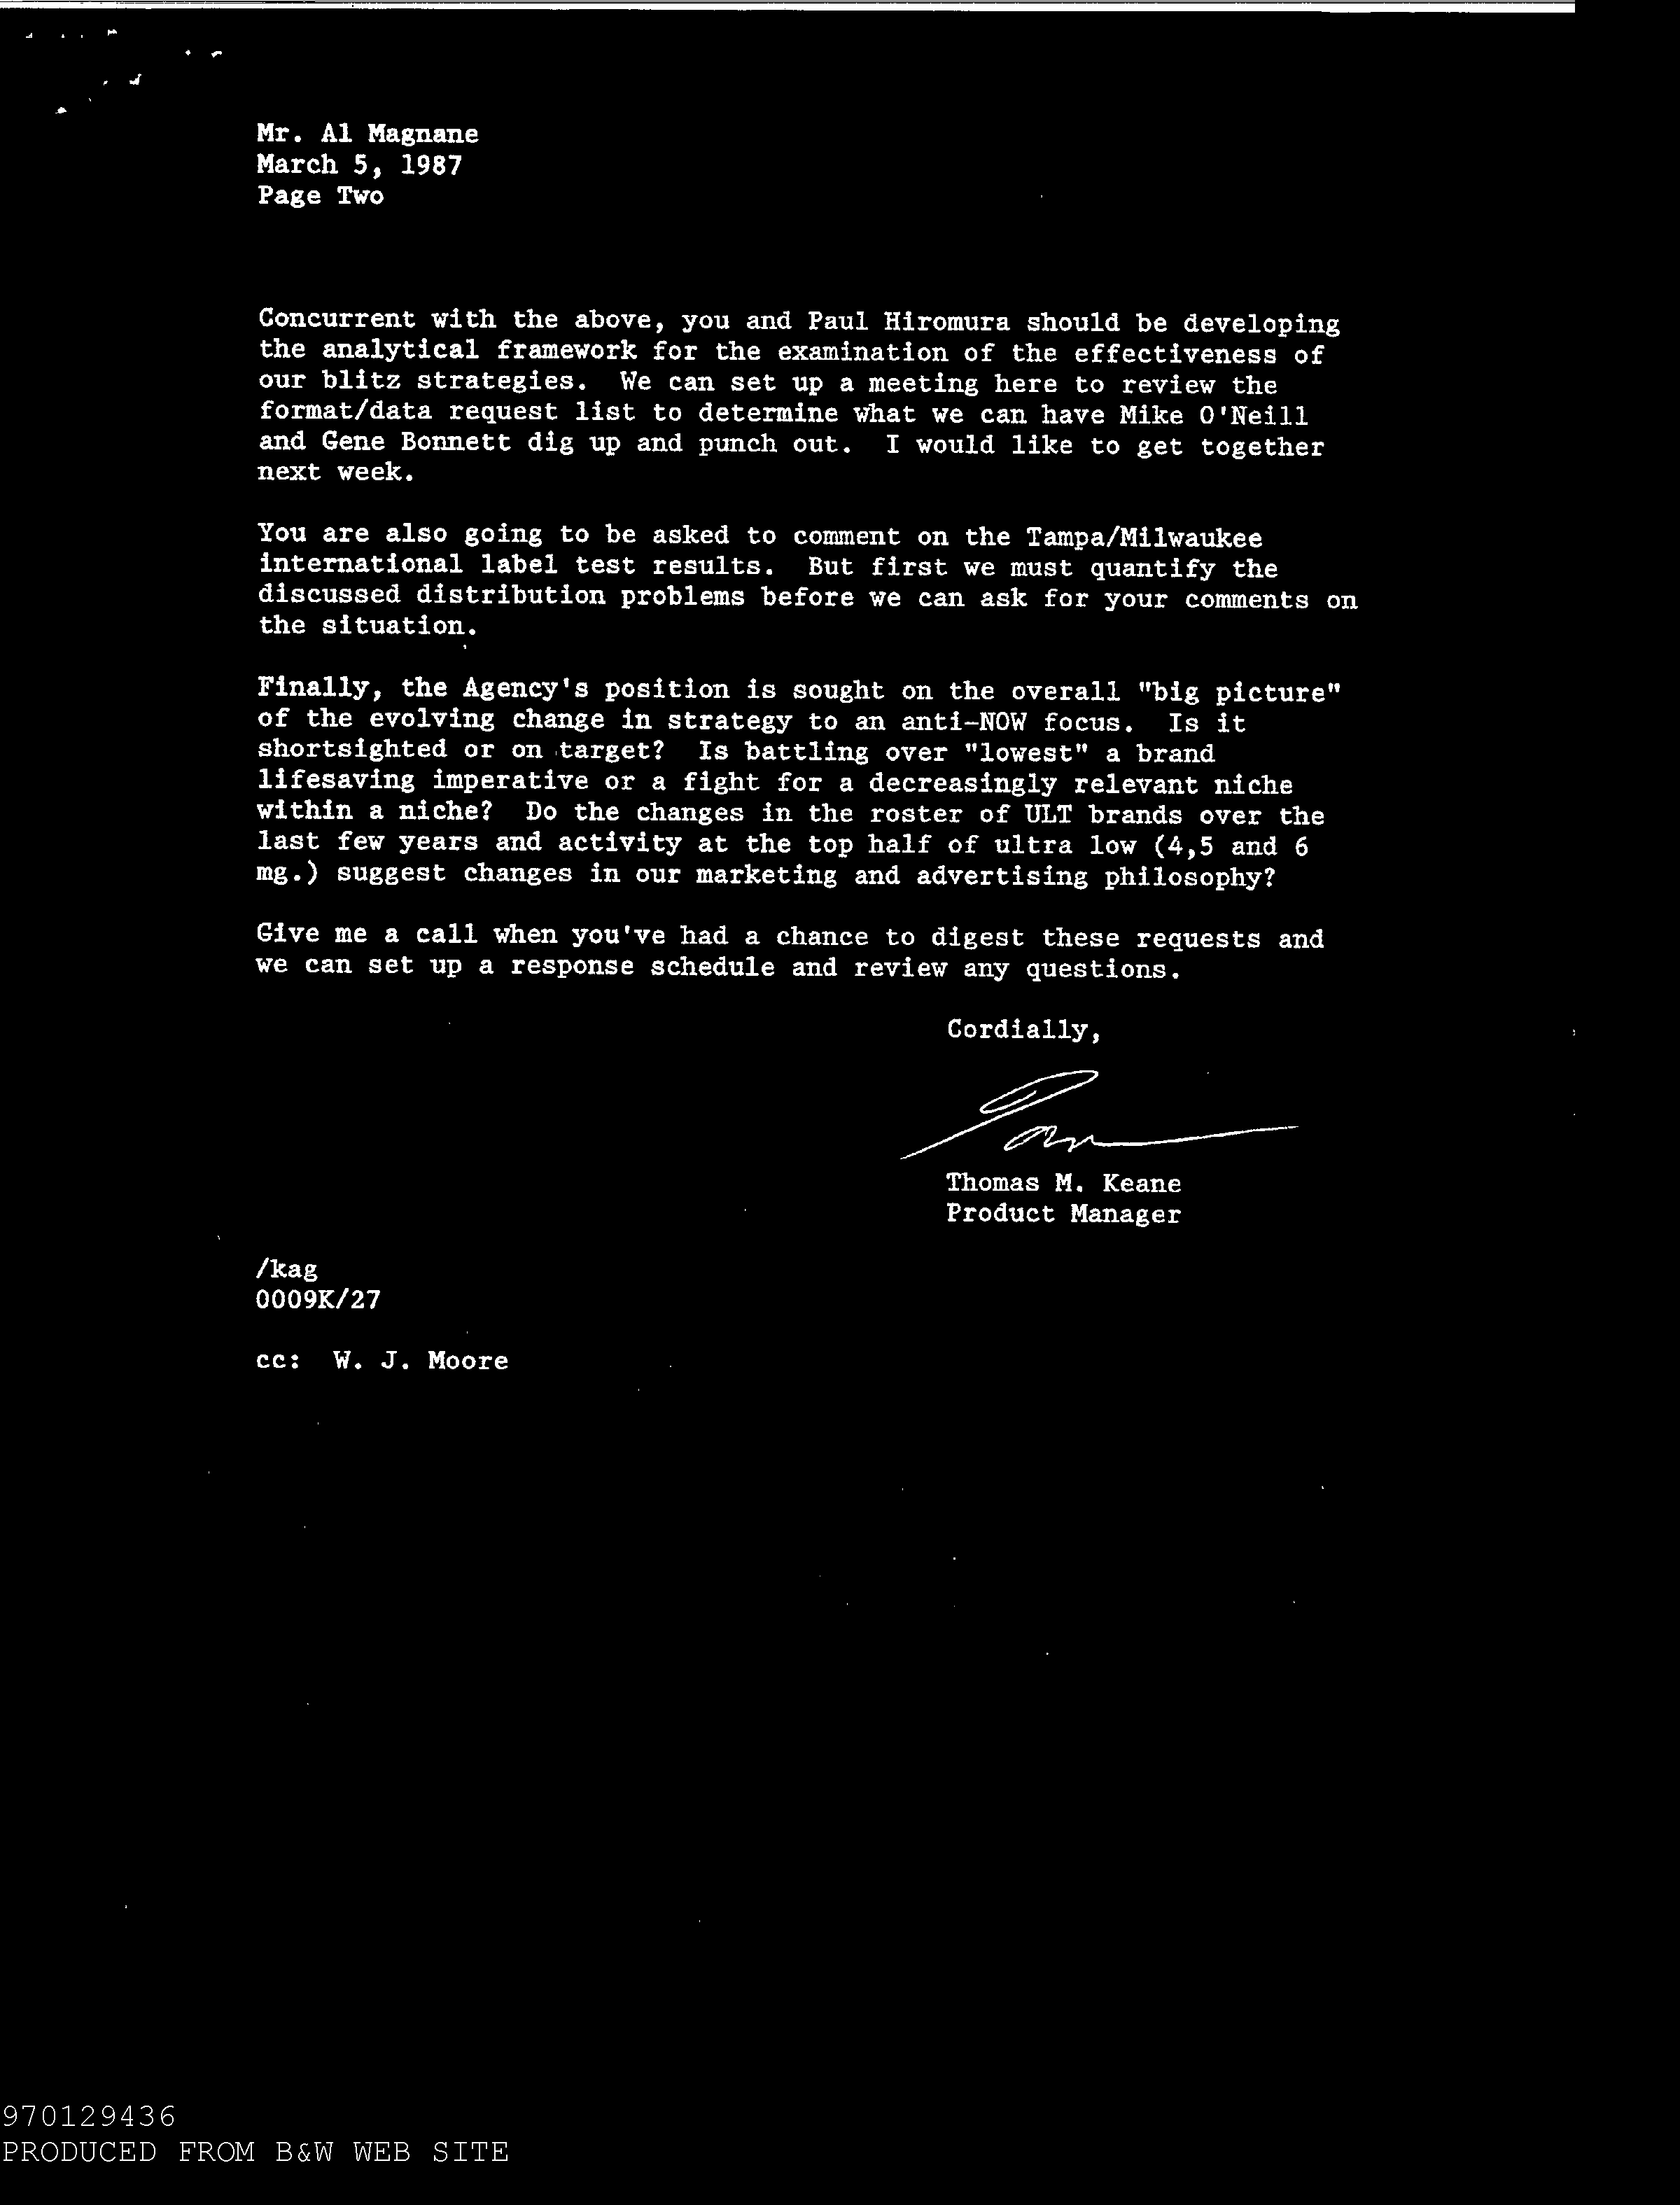 Mr. Al Magnane
March 5, 1987
Page Two
Concurrent with the above, you and Paul Hiromura should be developing
the analytical framework for the examination of the effectiveness of
our blitz strategies. We can set up a meeting here to review the
format/data request list to determine what we can have Mike O'Neill
and Gene Bonnett dig up and punch out. I would like to get together
next week.
You are also going to be asked to comment on the Tampa/Milwaukee
international label test results. But first we must quantify the
discussed distribution problems before we can ask for your comments on
the situation.
Finally, the Agency's position is sought on the overall "big picture"
of the evolving change in strategy to an anti-NOW focus. Is it
shortsighted or on target? Is battling over "lowest" a brand
lifesaving imperative or a fight for a decreasingly relevant niche
within a niche? Do the changes in the roster of ULT brands over the
last few years and activity at the top half of ultra low (4,5 and 6
mg.) suggest changes in our marketing and advertising philosophy?
Give me a call when you've had a chance to digest these requests and
we can set up a response schedule and review any questions.
Cordially,
Tom
Thomas M. Keane
Product Manager
/kag
0009K/27
cc: W. J. Moore
970129436
PRODUCED FROM B&W WEB SITE